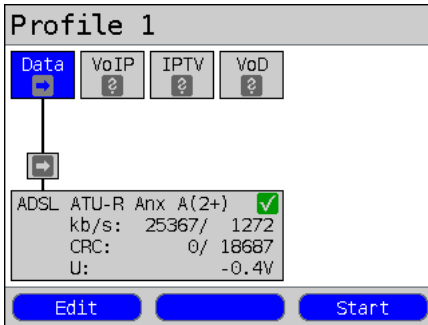 Profile 1
Data VoIP IPTV VoD
? ? ?
ADSL ATU-R Anx A(2+)
kb/s: 25367/ 1272
CRC: 0/ 18687
U: -0.4V
Edit Start